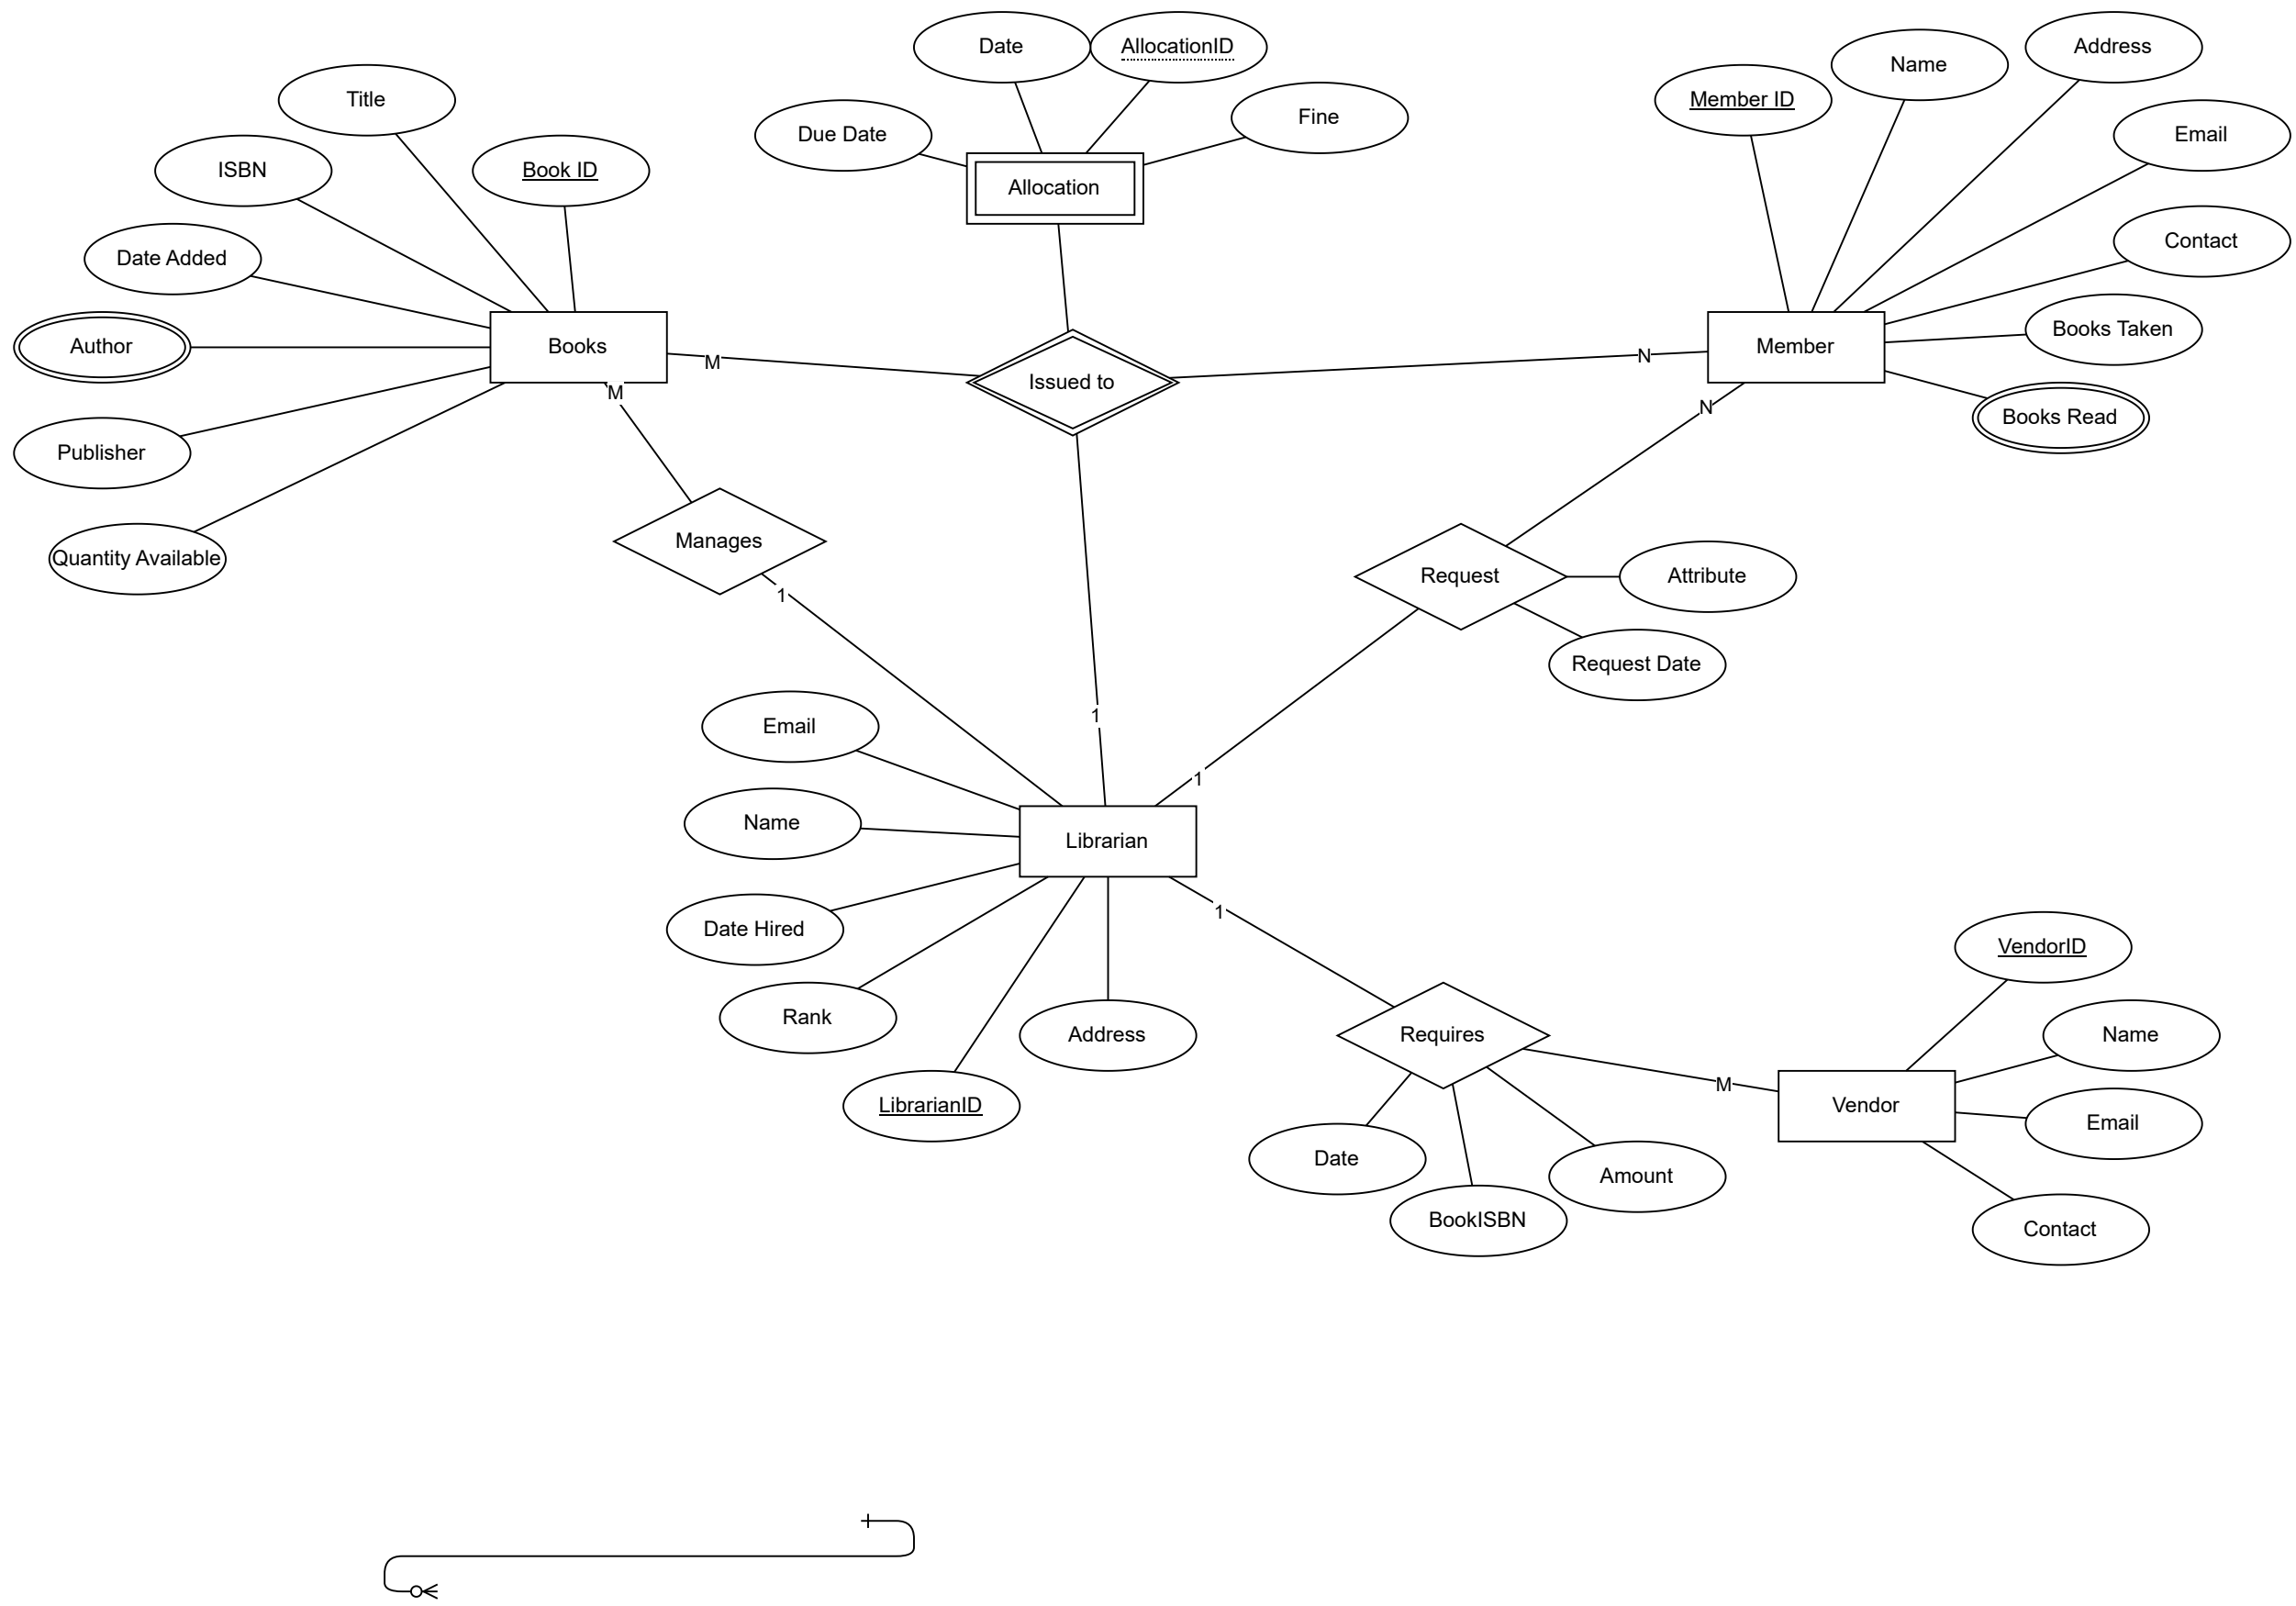 Date
AllocationID
Address
Name
Title
Member ID
Fine
Due Date
Email
ISBN
Book ID
Allocation
Contact
Date Added
Books Taken
Author
Books
M
N
Member
Issued to
M
N
Books Read
Publisher
Manages
Quantity Available
Request
Attribute
1
Request Date
1
Email
1
Name
Librarian
1
Date Hired
VendorID
Rank
Address
Requires
Name
M
LibrarianID
Vendor
Email
Date
Amount
BookISBN
Contact